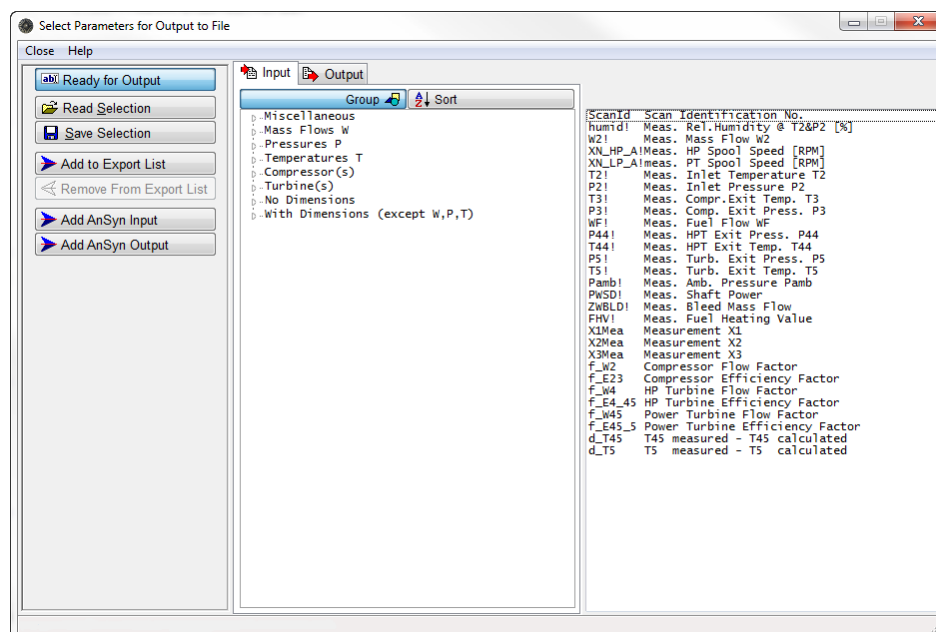 Select Parameters for Output to File
Close Help
Ready for Output
Read Selection
Save Selection
Add to Export List
Remove From Export List
Add AnSyn Input
Add AnSyn Output
Input Output
Group Sort
Miscellaneous
Mass Flows W
Pressures P
Temperatures T
Compressor(s)
Turbine(s)
No Dimensions
With Dimensions (except W,P,T)
ScanId Scan Identification No.
humid! Meas. Rel.Humidity @ T2&P2 [%]
W2! Meas. Mass Flow W2
XN_HP_A!Meas. HP Spool Speed [RPM]
XN_LP_A!meas. PT Spool Speed [RPM]
T2! Meas. Inlet Temperature T2
P2! Meas. Inlet Pressure P2
T3! Meas. Compr.Exit Temp. T3
P3! Meas. Comp. Exit Press. P3
WF! Meas. Fuel Flow WF
P44! Meas. HPT Exit Press. P44
T44! Meas. HPT Exit Temp. T44
P5! Meas. Turb. Exit Press. P5
T5! Meas. Turb. Exit Temp. T5
Pamb! Meas. Amb. Pressure Pamb
PWSD! Meas. Shaft Power
ZWBLD! Meas. Bleed Mass Flow
FHV! Meas. Fuel Heating Value
X1Mea Measurement X1
X2Mea Measurement X2
X3Mea Measurement X3
f_W2 Compressor Flow Factor
f_E23 Compressor Efficiency Factor
f_W4 HP Turbine Flow Factor
f_E4_45 HP Turbine Efficiency Factor
f_W45 Power Turbine Flow Factor
f_E45_5 Power Turbine Efficiency Factor
d_T45 T45 measured - T45 calculated
d_T5 T5 measured - T5 calculated